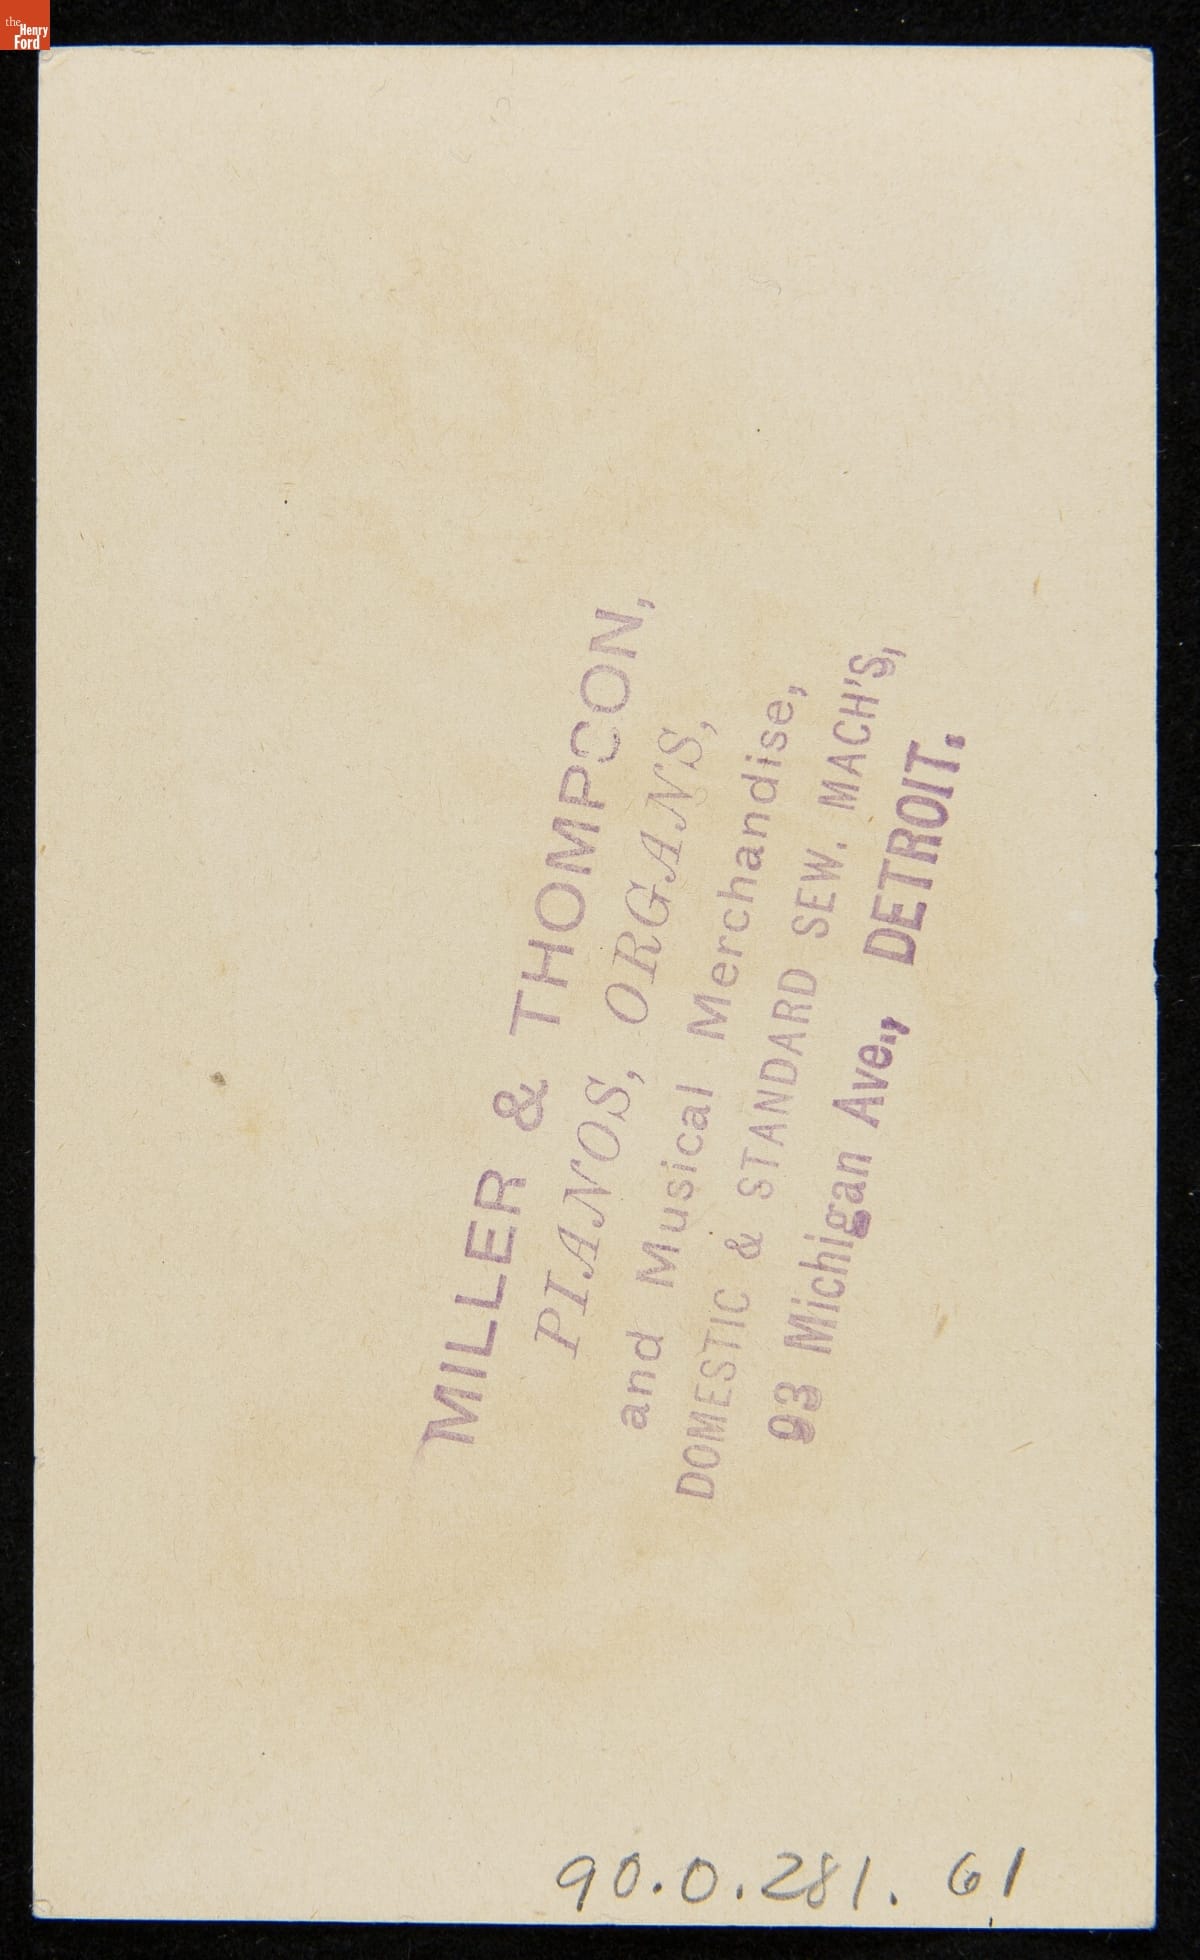 the
Henry
Ford
MILLER & THOMPSON,
PIANOS, ORGANS,
and Musical Merchandise,
DOMESTIC & STANDARD SEW. MACH'S,
93 Michigan Ave., DETROIT.
90.0.281.61